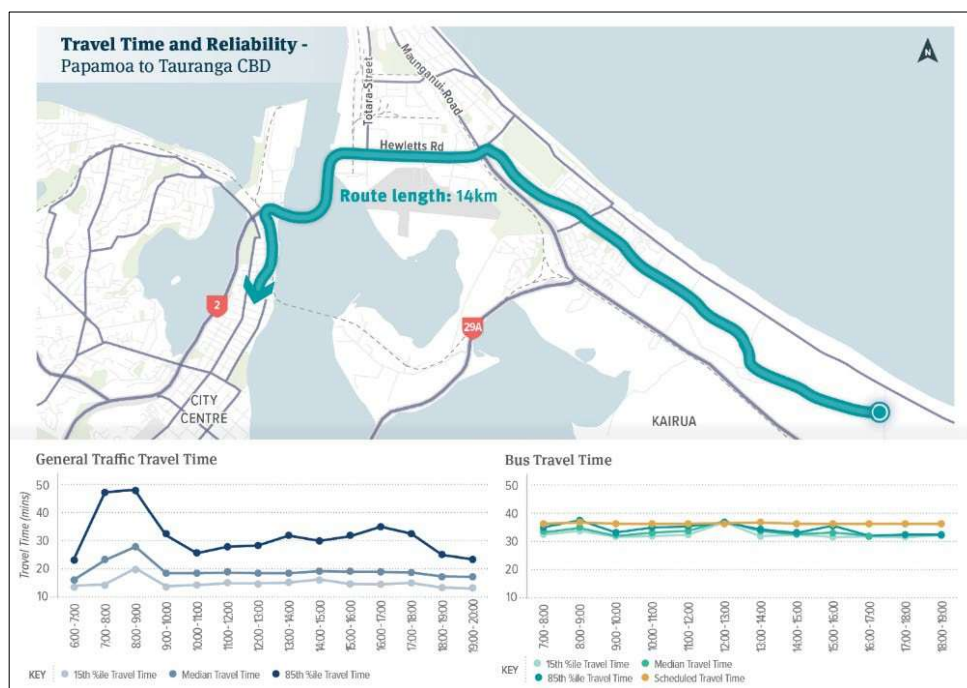 Travel Time and Reliability -
Papamoa to Tauranga CBD
Totara-Street
Maunganui-Road
Hewletts Rd
Route length: 14km
2
29A
CITY
CENTRE
KAIRUA
General Traffic Travel Time
Travel Time (mins)
50
40
30
20
10
6:00 - 7:00
7:00 - 8:00
8:00 - 9:00
9:00 - 10:00
10:00 - 11:00
11:00 - 12:00
12:00 - 13:00
13:00 - 14:00
14:00 - 15:00
15:00 - 16:00
16:00 - 17:00
17:00 - 18:00
18:00 - 19:00
19:00 - 20:00
KEY 15th %ile Travel Time Median Travel Time 85th %ile Travel Time
Bus Travel Time
50
40
30
20
10
7:00 - 8:00
8:00 - 9:00
9:00 - 10:00
10:00 - 11:00
11:00 - 12:00
12:00 - 13:00
13:00 - 14:00
14:00 - 15:00
15:00 - 16:00
16:00 - 17:00
17:00 - 18:00
18:00 - 19:00
KEY 15th %ile Travel Time Median Travel Time
85th %ile Travel Time Scheduled Travel Time